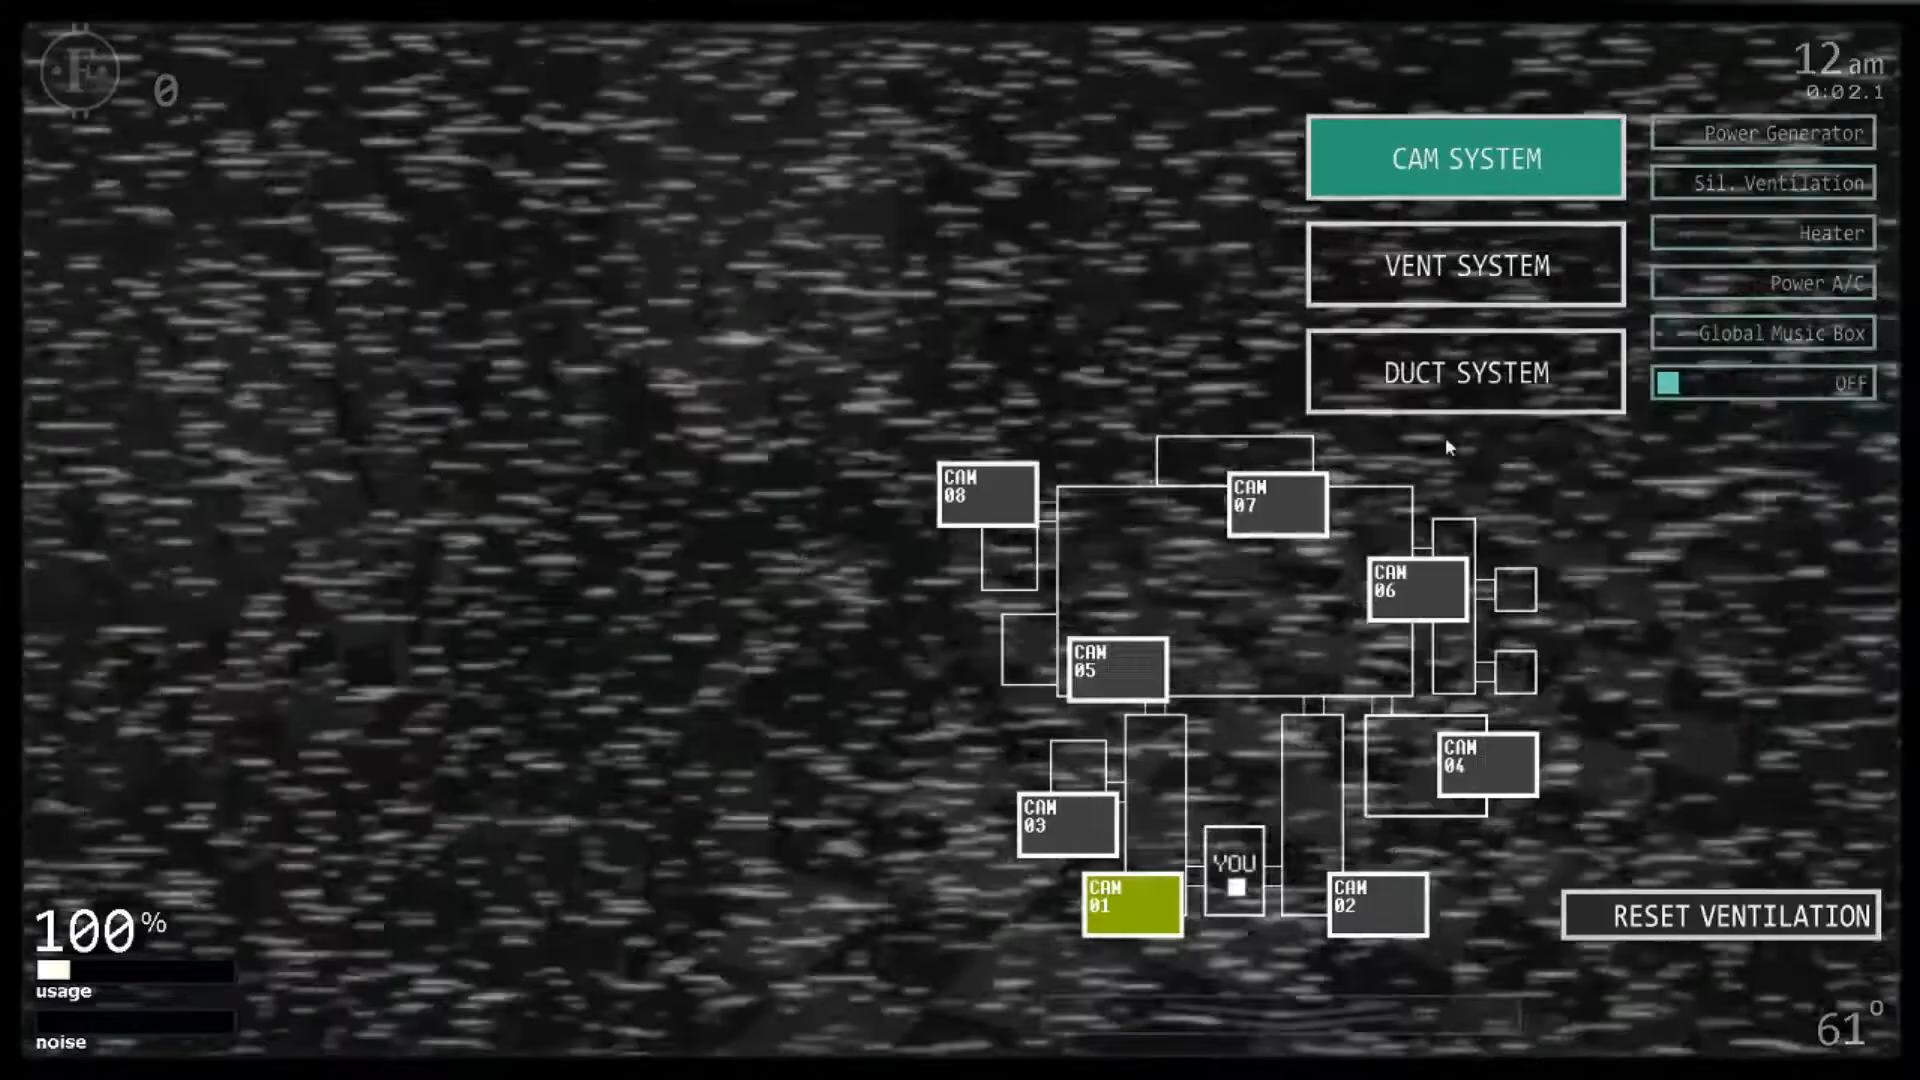 F
0
12 am
0:02.1
CAM SYSTEM
VENT SYSTEM
DUCT SYSTEM
Power Generator
Sil. Ventilation
Heater
Power A/C
Global Music Box
OFF
CAM
08
CAM
07
CAM
06
CAM
05
CAM
04
CAM
03
YOU
CAM
01
CAM
02
RESET VENTILATION
100%
usage
noise
61°